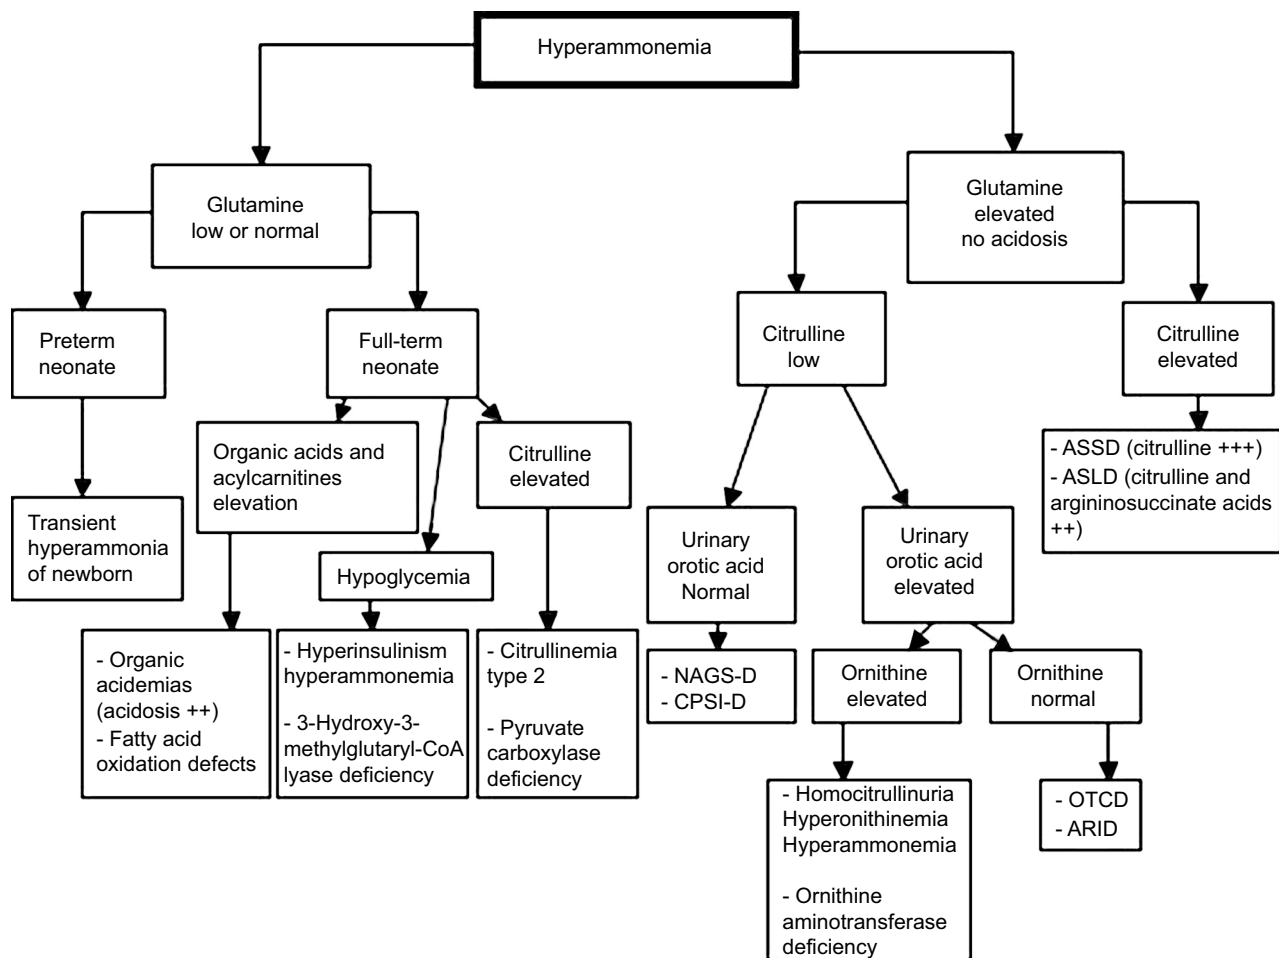 Hyperammonemia
Glutamine
low or normal
Glutamine
elevated
no acidosis
Preterm
neonate
Full-term
neonate
Citrulline
low
Citrulline
elevated
Organic acids and
acylcarnitines
elevation
Citrulline
elevated
- ASSD (citrulline +++)
- ASLD (citrulline and
argininosuccinate acids
++)
Transient
hyperammonia
of newborn
Hypoglycemia
Urinary
orotic acid
Normal
Urinary
orotic acid
elevated
- Organic
acidemias
(acidosis ++)
- Fatty acid
oxidation defects
- Hyperinsulinism
hyperammonemia
- 3-Hydroxy-3-
methylglutaryl-CoA
lyase deficiency
- Citrullinemia
type 2
- Pyruvate
carboxylase
deficiency
- NAGS-D
- CPSI-D
Ornithine
elevated
Ornithine
normal
- Homocitrullinuria
Hyperonithinemia
Hyperammonemia
- Ornithine
aminotransferase
deficiency
- OTCD
- ARID